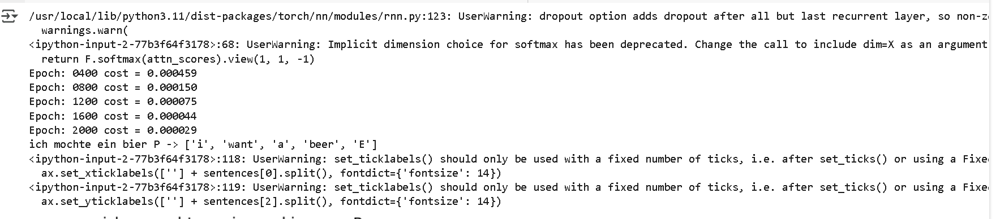 /usr/local/lib/python3.11/dist-packages/torch/nn/modules/rnn.py:123: UserWarning: dropout option adds dropout after all but last recurrent layer, so
  warnings.warn(
<ipython-input-2-77b3f64f3178>:68: UserWarning: Implicit dimension choice for softmax has been deprecated. Change the call to include dim=X as an argument
  return F.softmax(attn_scores).view(1, 1, -1)
Epoch: 0400 cost = 0.000459
Epoch: 0800 cost = 0.000150
Epoch: 1200 cost = 0.000075
Epoch: 1600 cost = 0.000044
Epoch: 2000 cost = 0.000029
ich mochte ein bier P -> ['i', 'want', 'a', 'beer', 'E']
<ipython-input-2-77b3f64f3178>:118: UserWarning: set_ticklabels() should only be used with a fixed number of ticks, i.e. after set_ticks() or using a
  ax.set_xticklabels([''] + sentences[0].split(), fontdict={'fontsize': 14})
<ipython-input-2-77b3f64f3178>:119: UserWarning: set_ticklabels() should only be used with a fixed number of ticks, i.e. after set_ticks() or using a
  ax.set_yticklabels([''] + sentences[2].split(), fontdict={'fontsize': 14})